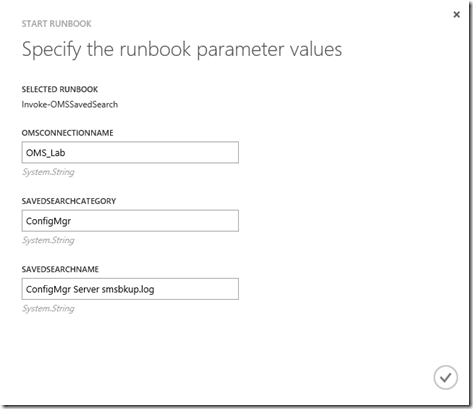 START RUNBOOK
Specify the runbook parameter values
SELECTED RUNBOOK
Invoke-OMSSavedSearch
OMSCONNECTIONNAME
OMS_Lab
System.String
SAVEDSEARCHCATEGORY
ConfigMgr
System.String
SAVEDSEARCHNAME
ConfigMgr Server smsbkup.log
System.String